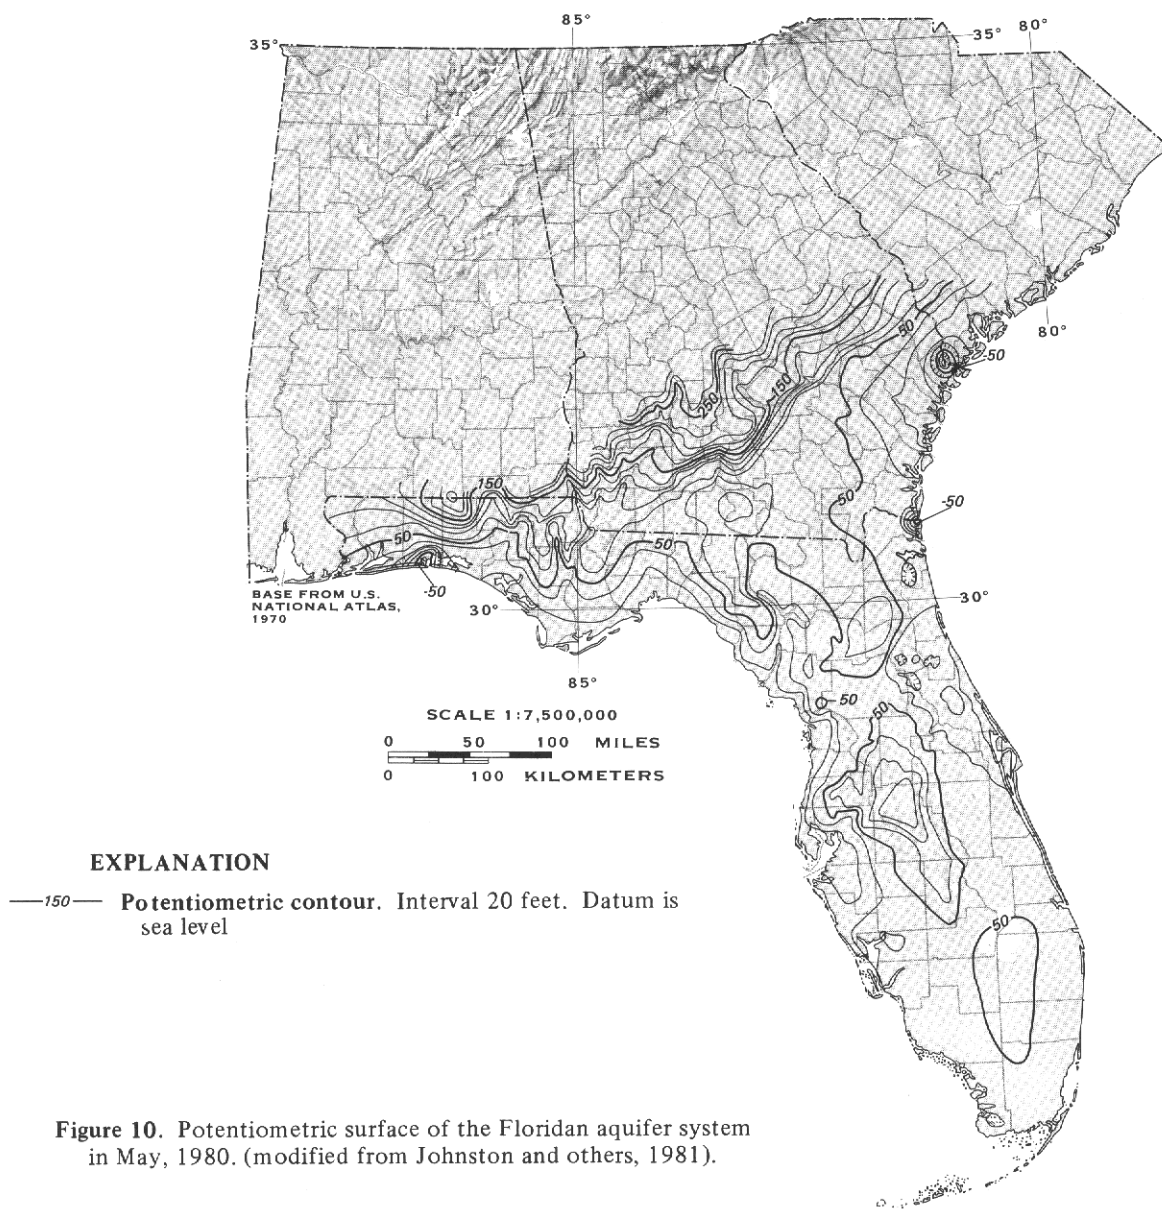 85°
35°
35°
80°
80°
50
-50
150
250
150
50
-50
50
50
-50
BASE FROM U.S.
NATIONAL ATLAS,
1970
30°
30°
85°
50
50
SCALE 1:7,500,000
0 50 100 MILES
0 100 KILOMETERS
EXPLANATION
150 Potentiometric contour. Interval 20 feet. Datum is
sea level
50
Figure 10. Potentiometric surface of the Floridan aquifer system
in May, 1980. (modified from Johnston and others, 1981).